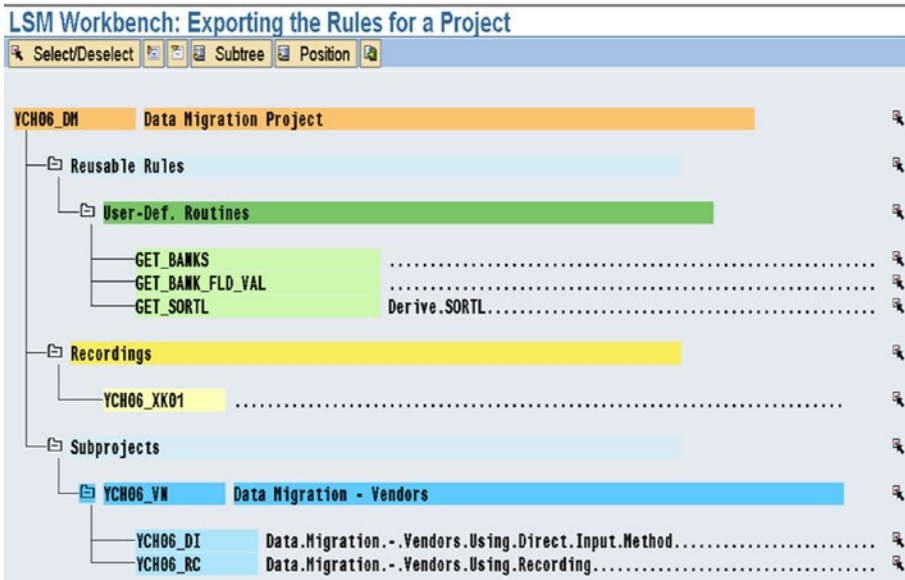 LSM Workbench: Exporting the Rules for a Project
Select/Deselect Subtree Position
YCH06_DM Data Migration Project
Reusable Rules
User-Def. Routines
GET_BANKS ........................................................
GET_BANK_FLD_VAL ........................................................
GET_SORTL Derive.SORTL.............................................
Recordings
YCH06_XK01 .......................................................................
Subprojects
YCH06_VN Data Migration - Vendors
YCH06_DI Data.Migration.-.Vendors.Using.Direct.Input.Method.......................
YCH06_RC Data.Migration.-.Vendors.Using.Recording.................................